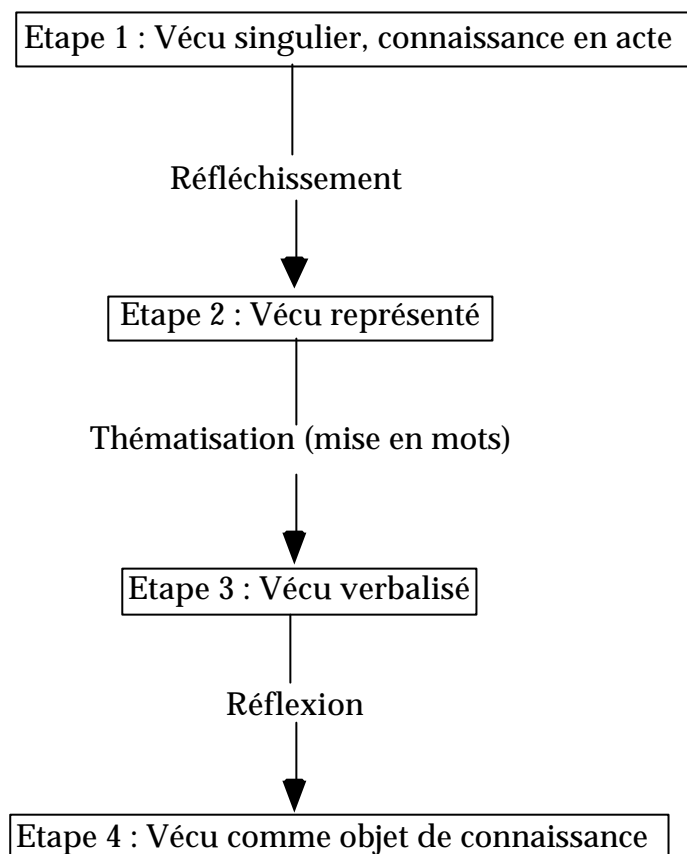 Etape 1 : Vécu singulier, connaissance en acte
Réfléchissement
Etape 2 : Vécu représenté
Thématisation (mise en mots)
Etape 3 : Vécu verbalisé
Réflexion
Etape 4 : Vécu comme objet de connaissance